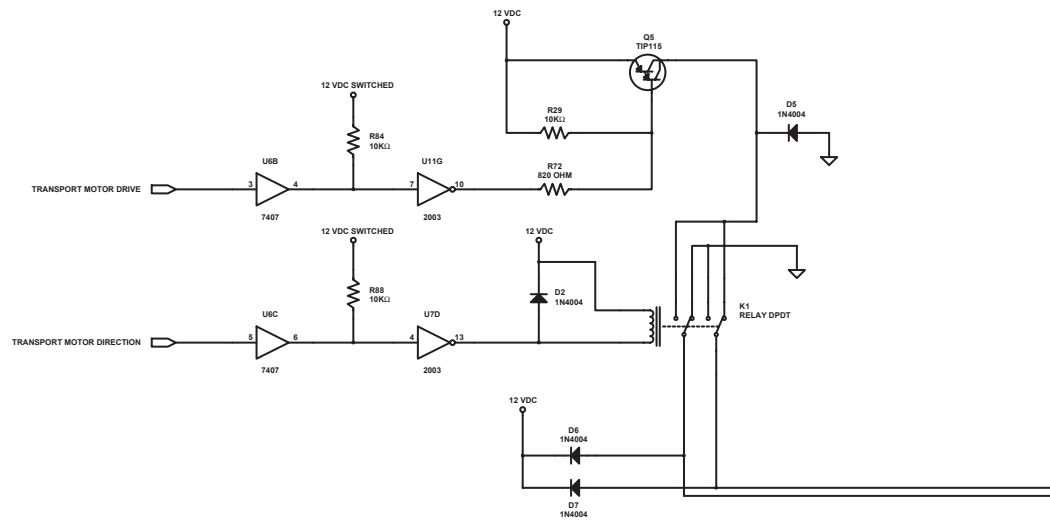 12 VDC
Q5
TIP115
12 VDC SWITCHED
R84
10KΩ
R29
10KΩ
D5
1N4004
U6B
U11G
R72
820 OHM
TRANSPORT MOTOR DRIVE
3
4
7
10
7407
2003
12 VDC SWITCHED
12 VDC
R88
10KΩ
D2
1N4004
K1
RELAY DPDT
U6C
U7D
TRANSPORT MOTOR DIRECTION
5
6
4
13
7407
2003
12 VDC
D6
1N4004
D7
1N4004